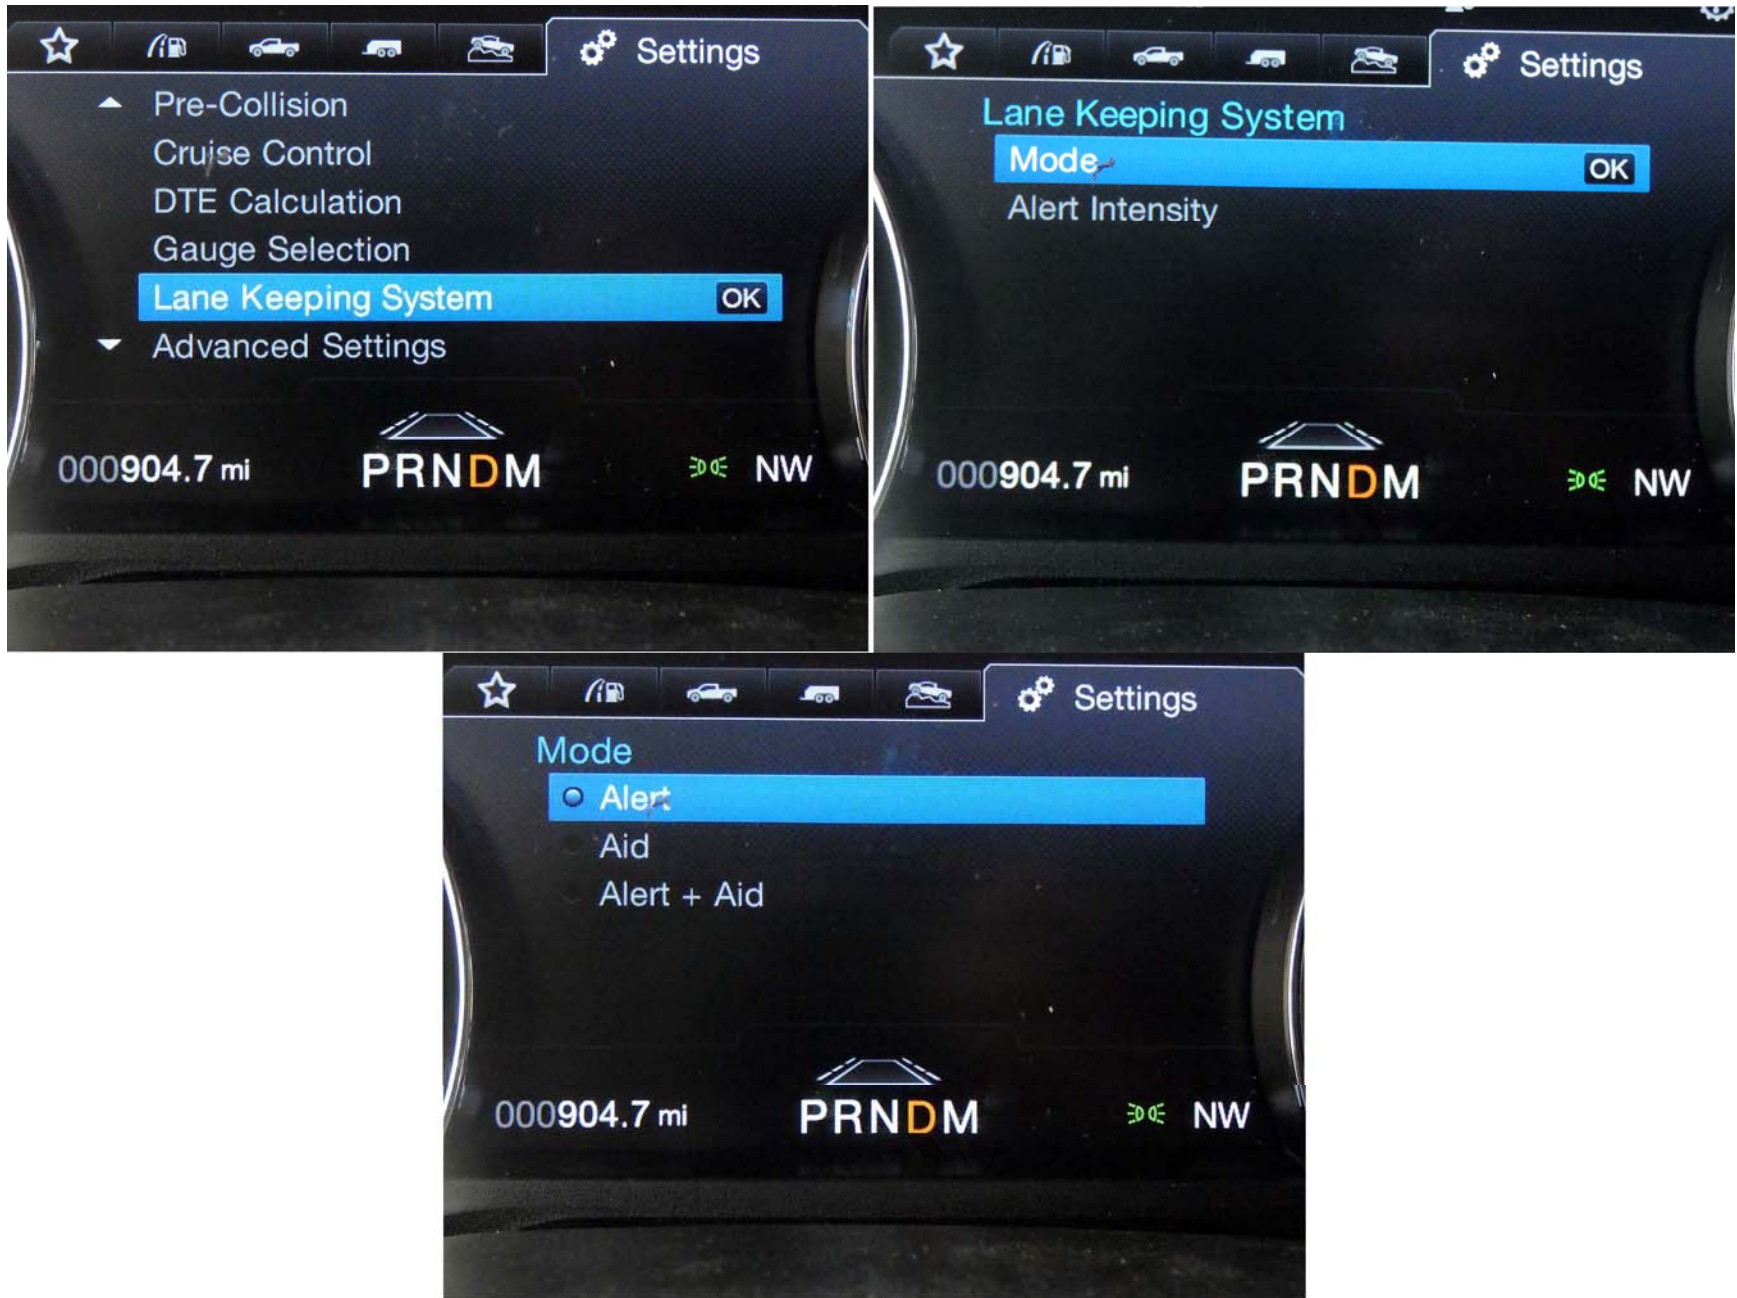 Settings
Pre-Collision
Cruise Control
DTE Calculation
Gauge Selection
Lane Keeping System OK
Advanced Settings
000904.7 mi PRNDM NW
Settings
Lane Keeping System
Mode OK
Alert Intensity
000904.7 mi PRNDM NW
Settings
Mode
Alert
Aid
Alert + Aid
000904.7 mi PRNDM NW